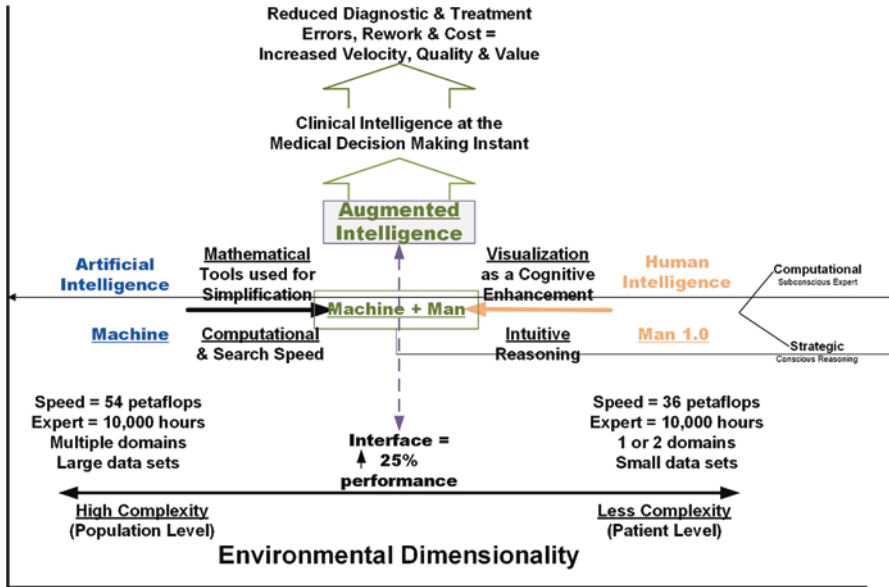 Reduced Diagnostic & Treatment
Errors, Rework & Cost =
Increased Velocity, Quality & Value
Clinical Intelligence at the
Medical Decision Making Instant
Augmented
Intelligence
Artificial
Intelligence
Mathematical
Tools used for
Simplification
Visualization
as a Cognitive
Enhancement
Human
Intelligence
Computational
Subconscious Expert
Machine + Man
Machine
Computational
& Search Speed
Intuitive
Reasoning
Man 1.0
Strategic
Conscious Reasoning
Speed = 54 petaflops
Expert = 10,000 hours
Multiple domains
Large data sets
Interface =
25%
performance
Speed = 36 petaflops
Expert = 10,000 hours
1 or 2 domains
Small data sets
High Complexity
(Population Level)
Less Complexity
(Patient Level)
Environmental Dimensionality